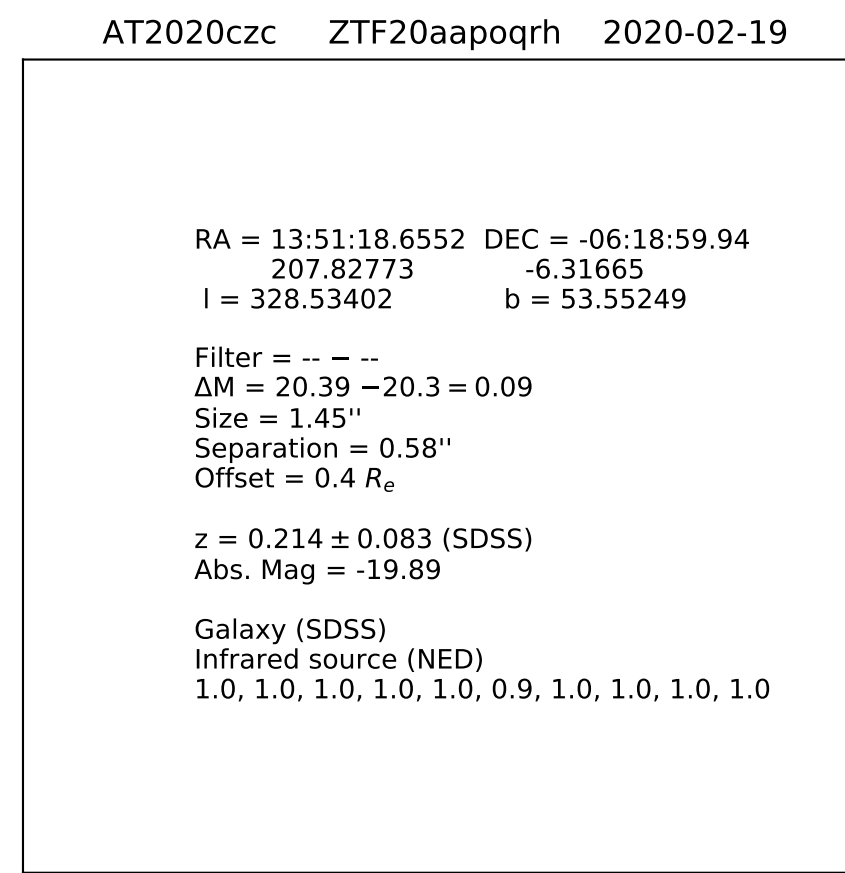 AT2020czc ZTF20aapoqrh 2020-02-19
RA = 13:51:18.6552 DEC = -06:18:59.94
207.82773 -6.31665
l = 328.53402 b = 53.55249
Filter = -- − --
ΔM = 20.39 −20.3 = 0.09
Size = 1.45''
Separation = 0.58''
Offset = 0.4 Rₑ
z = 0.214 ± 0.083 (SDSS)
Abs. Mag = -19.89
Galaxy (SDSS)
Infrared source (NED)
1.0, 1.0, 1.0, 1.0, 1.0, 0.9, 1.0, 1.0, 1.0, 1.0